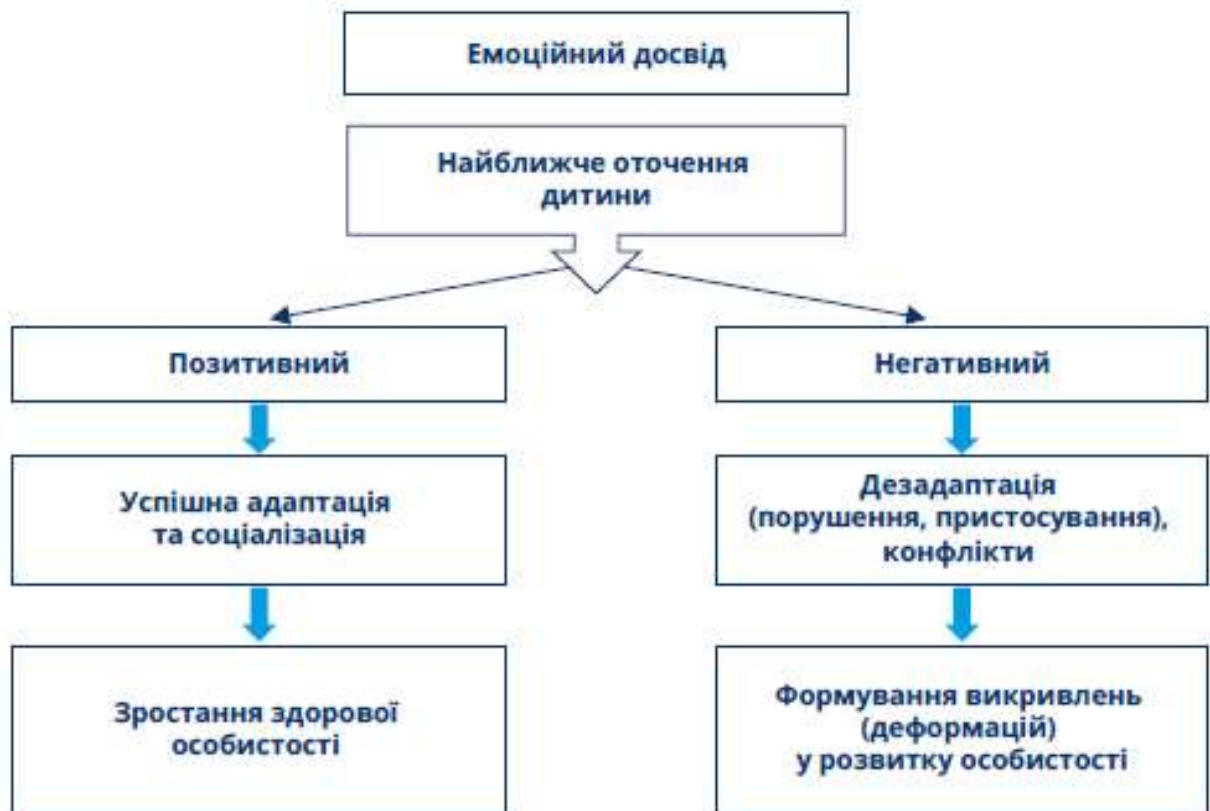 Емоційний досвід
Найближче оточення
дитини
Позитивний
Негативний
Успішна адаптація
та соціалізація
Дезадаптація
(порушення, пристосування),
конфлікти
Зростання здорової
особистості
Формування викривлень
(деформацій)
у розвитку особистості